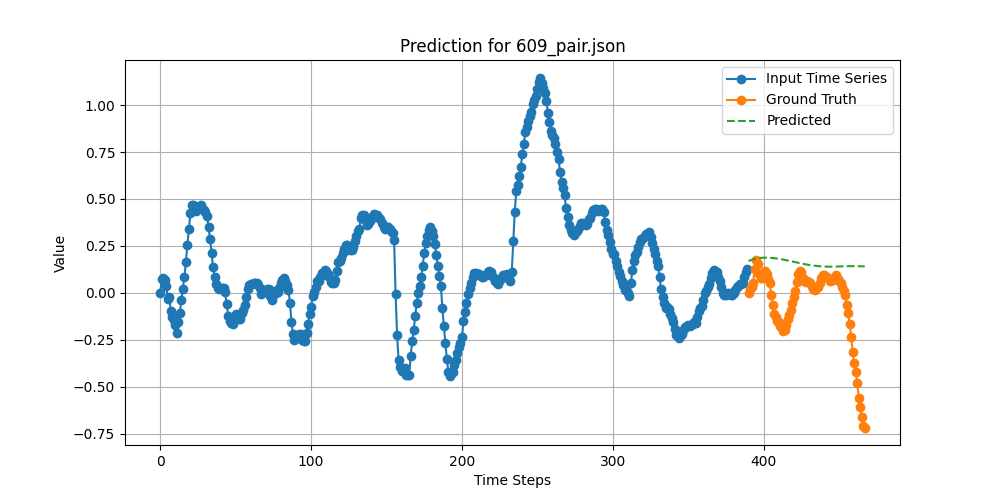 Prediction for 609_pair.json
Input Time Series
Ground Truth
Predicted
Value
1.00
0.75
0.50
0.25
0.00
−0.25
−0.50
−0.75
0 100 200 300 400
Time Steps